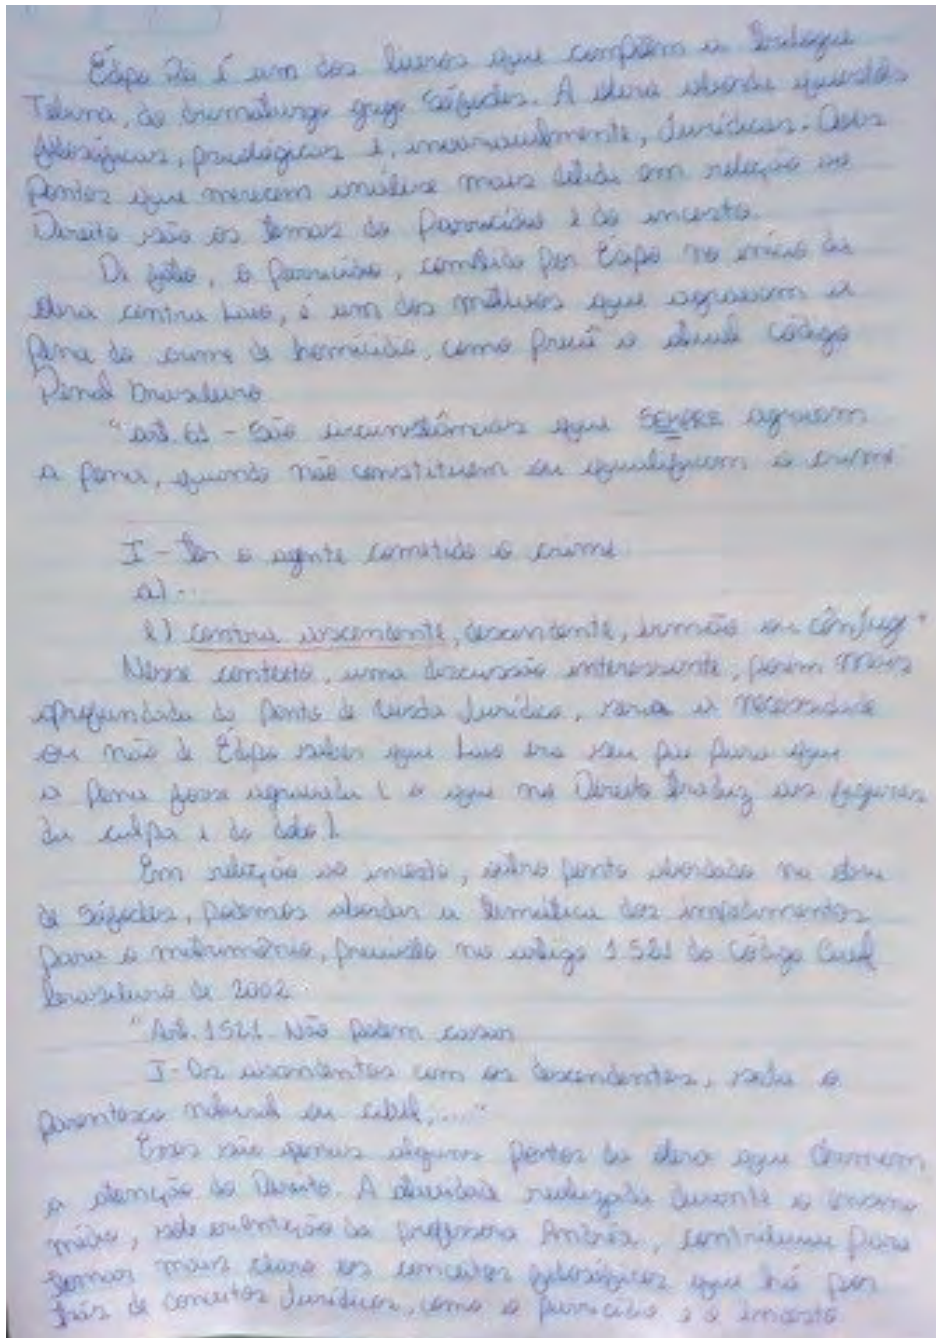 Édipo Rei é um dos livros que compõem a Trilogia
Tebana, do dramaturgo grego Sófocles. A obra aborda questões
filosóficas, psicológicas e, invariavelmente, Jurídicas. Dois
Pontos que merecem análise mais detida em relação ao
Direito são os temas do Parricídio e do incesto.
De fato, o Parricídio, cometido por Édipo no início da
obra contra Laio, é um dos motivos que agravam a
Pena do crime de homicídio, como prevê o atual código
Penal brasileiro
"art. 61 - São circunstâncias que SEMPRE agravam
a pena, quando não constituem ou qualificam o crime
I - Ter o agente cometido o crime
a) ...
e) contra ascendente, descendente, irmão ou cônjuge"
Nesse contexto, uma discussão interessante, porém mais
aprofundada do ponto de vista Jurídico, seria a necessidade
ou não de Édipo saber que Laio era seu pai para que
a pena fosse agravada (o que no Direito traduz as figuras
da culpa e do dolo).
Em relação ao incesto, outro ponto abordado na obra
de Sófocles, podemos abordar a temática dos impedimentos
para o matrimônio, previsto no artigo 1.521 do Código Civil
brasileiro de 2002
"Art. 1521. Não podem casar
I - Os ascendentes com os descendentes, seja o
parentesco natural ou civil; ...."
Esses são apenas alguns pontos da obra que chamam
a atenção do Direito. A atividade realizada durante o ensino
médio, sob orientação da professora Andréa, contribuiu para
tornar mais claro os conceitos filosóficos que há por
trás de conceitos Jurídicos, como o parricídio e o incesto